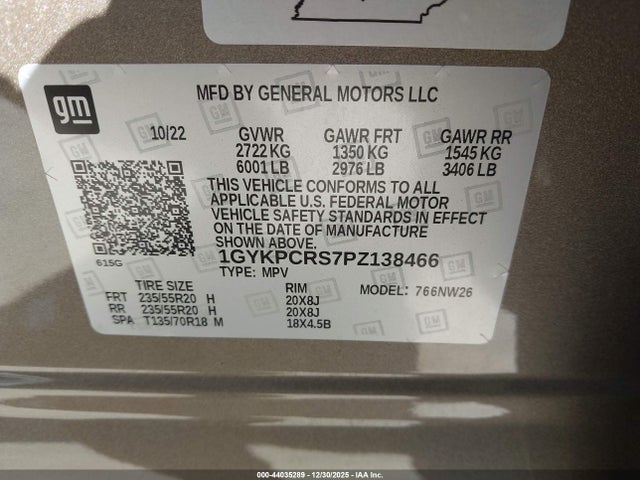 gm
MFD BY GENERAL MOTORS LLC
10/22 GVWR GAWR FRT GAWR RR
2722 KG 1350 KG 1545 KG
6001 LB 2976 LB 3406 LB
THIS VEHICLE CONFORMS TO ALL
APPLICABLE U.S. FEDERAL MOTOR
VEHICLE SAFETY STANDARDS IN EFFECT
ON THE DATE OF MANUFACTURE
SHOWN ABOVE.
615G 1GYKPCRS7PZ138466
TYPE: MPV
TIRE SIZE RIM MODEL: 766NW26
FRT 235/55R20 H 20X8J
RR 235/55R20 H 20X8J
SPA T135/70R18 M 18X4.5B
000-44035289 - 12/30/2025 - IAA Inc.